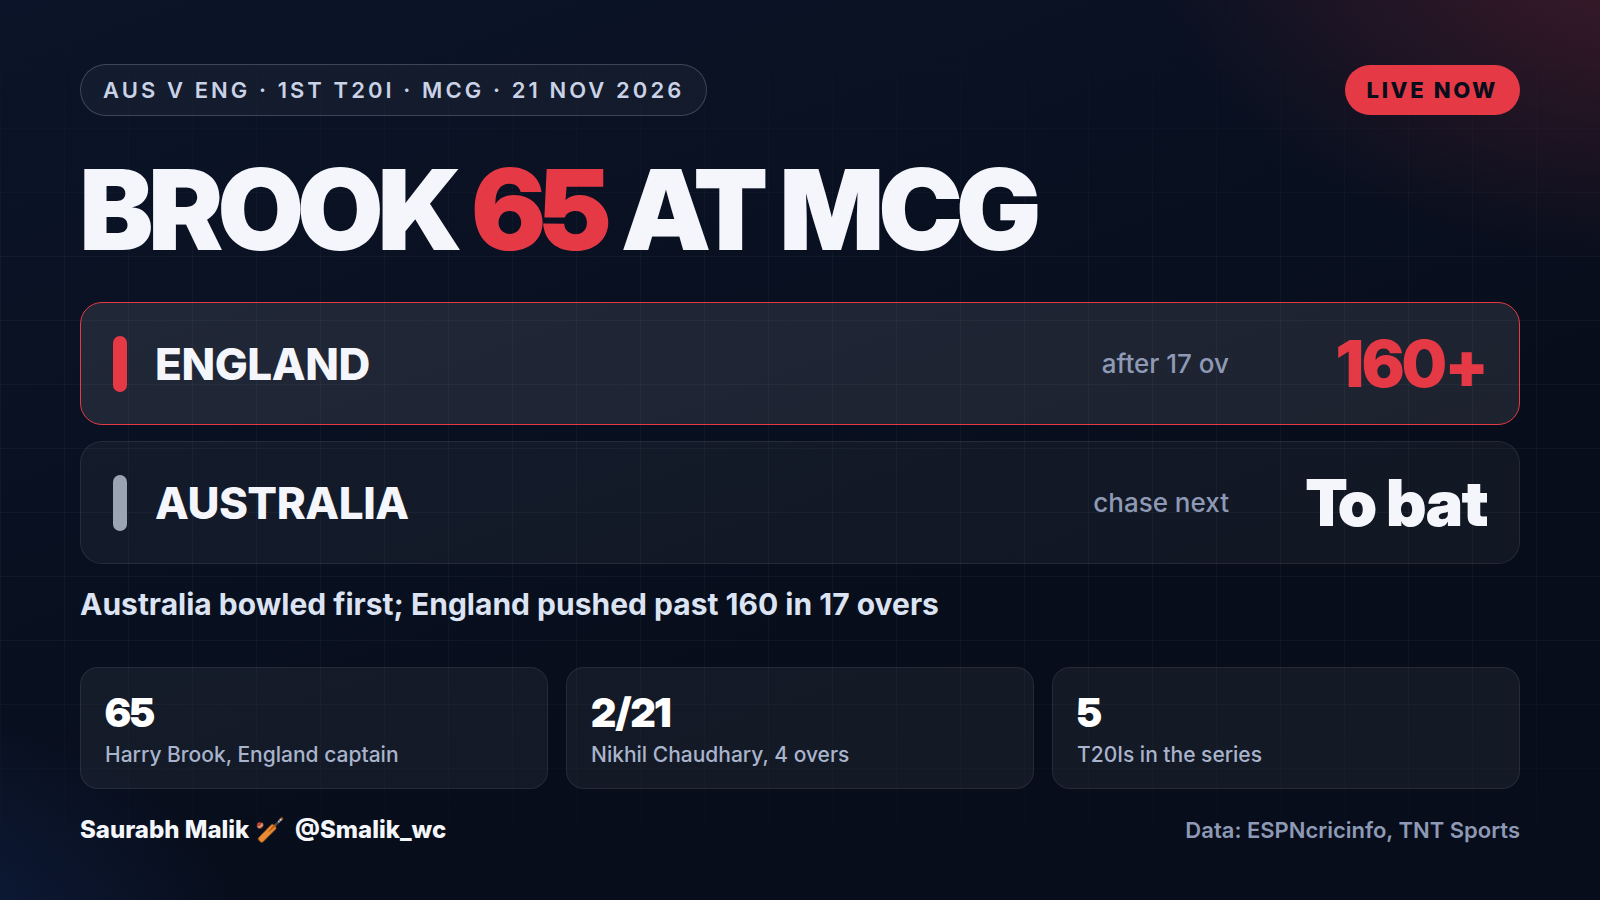 AUS V ENG · 1ST T20I · MCG · 21 NOV 2026
LIVE NOW
BROOK 65 AT MCG
ENGLAND after 17 ov 160+
AUSTRALIA chase next To bat
Australia bowled first; England pushed past 160 in 17 overs
65
Harry Brook, England captain
2/21
Nikhil Chaudhary, 4 overs
5
T20Is in the series
Saurabh Malik 🏏 @Smalik_wc
Data: ESPNcricinfo, TNT Sports